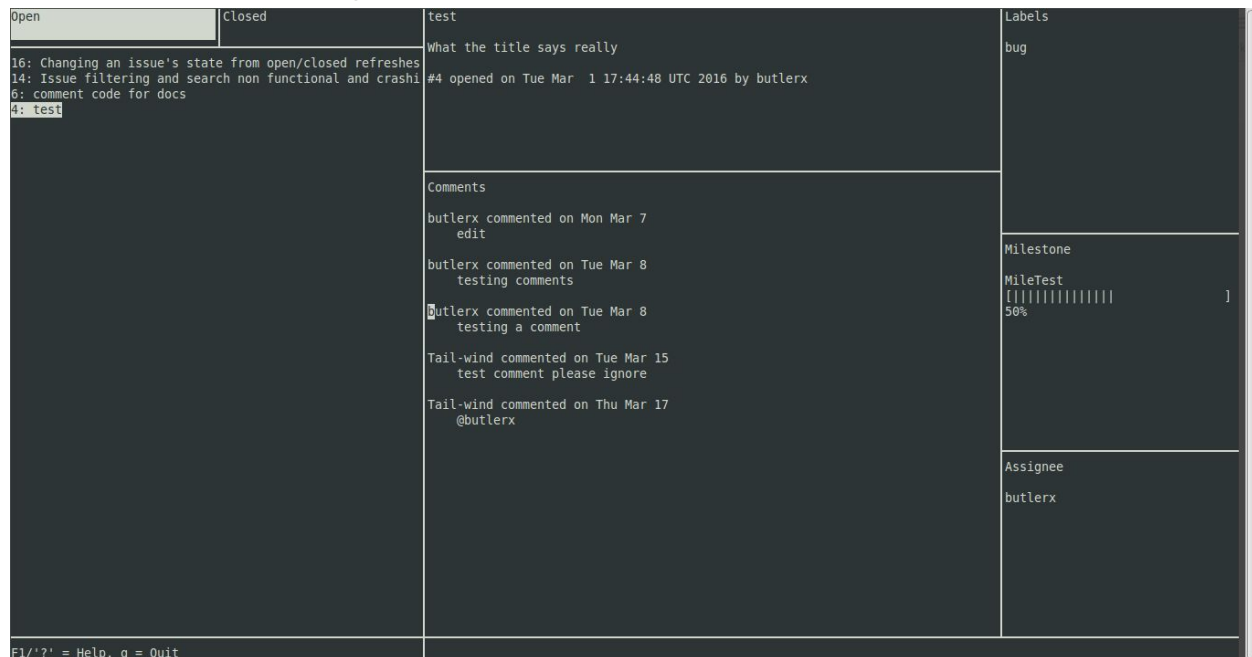 Open
Closed
16: Changing an issue's state from open/closed refreshes
14: Issue filtering and search non functional and crashi
6: comment code for docs
4: test
test
What the title says really
#4 opened on Tue Mar  1 17:44:48 UTC 2016 by butlerx
Comments
butlerx commented on Mon Mar 7
edit
butlerx commented on Tue Mar 8
testing comments
butlerx commented on Tue Mar 8
testing a comment
Tail-wind commented on Tue Mar 15
test comment please ignore
Tail-wind commented on Thu Mar 17
@butlerx
Labels
bug
Milestone
MileTest
[||||||||||||||                ]
50%
Assignee
butlerx
F1/'?' = Help, q = Quit